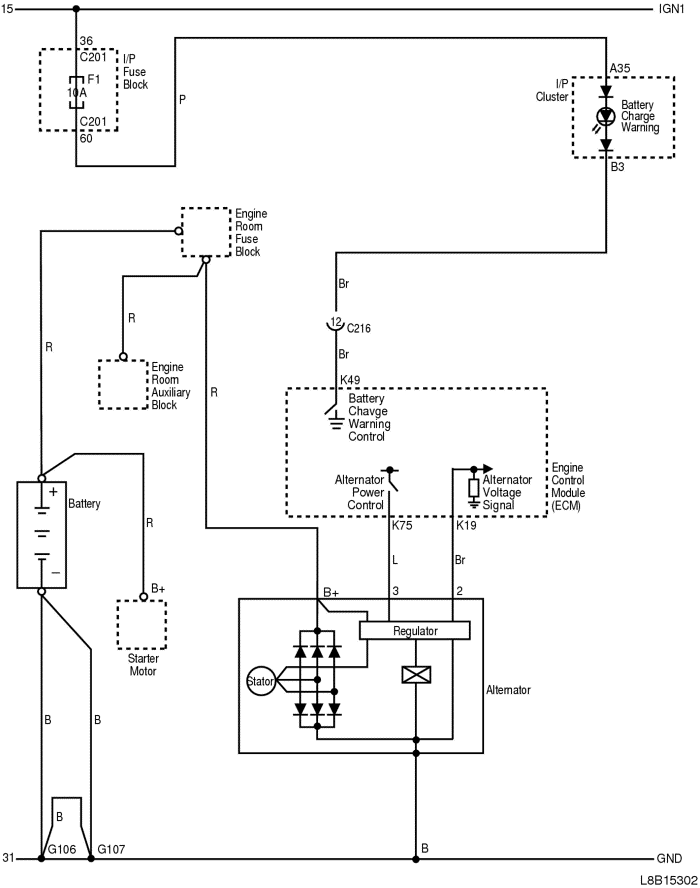 15
IGN1
36
C201
I/P
Fuse
Block
F1
10A
C201
60
P
A35
I/P
Cluster
Battery
Charge
Warning
B3
Engine
Room
Fuse
Block
R
Engine
Room
Auxiliary
Block
R
R
Br
12
C216
Br
K49
Battery
Chavge
Warning
Control
Alternator
Power
Control
Alternator
Voltage
Signal
Engine
Control
Module
(ECM)
K75
K19
L
Br
+
Battery
–
R
B+
Starter
Motor
B+
3
2
Regulator
Stator
Alternator
B
B
B
G106
G107
B
31
GND
L8B15302